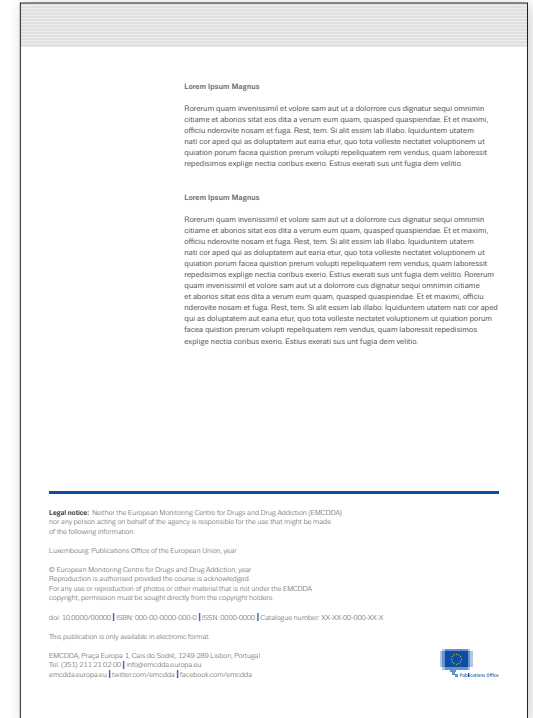 Lorem Ipsum Magnus
Rorerum quam invenissimil et volore sam aut ut a dolorrore cus dignatur sequi omnimin
citiame et aborios sitat eos dita a verum eum quam, quasped quaspiendae. Et et maximi,
officiu nderovite nosam et fuga. Rest, tem. Si alit essim lab illabo. Iquiduntem utatem
nati cor aped qui as doluptatem aut earia etur, quo tota volleste nectatet voluptionem ut
quiation porum facea quistion prerum volupti repeliquatem rem vendus, quam laboressit
repedisimos explige nectia coribus exerio. Estius exerati sus unt fugia dem velitio.
Lorem Ipsum Magnus
Rorerum quam invenissimil et volore sam aut ut a dolorrore cus dignatur sequi omnimin
citiame et aborios sitat eos dita a verum eum quam, quasped quaspiendae. Et et maximi,
officiu nderovite nosam et fuga. Rest, tem. Si alit essim lab illabo. Iquiduntem utatem
nati cor aped qui as doluptatem aut earia etur, quo tota volleste nectatet voluptionem ut
quiation porum facea quistion prerum volupti repeliquatem rem vendus, quam laboressit
repedisimos explige nectia coribus exerio. Estius exerati sus unt fugia dem velitio. Rorerum
quam invenissimil et volore sam aut ut a dolorrore cus dignatur sequi omnimin citiame
et aborios sitat eos dita a verum eum quam, quasped quaspiendae. Et et maximi, officiu
nderovite nosam et fuga. Rest, tem. Si alit essim lab illabo. Iquiduntem utatem nati cor aped
qui as doluptatem aut earia etur, quo tota volleste nectatet voluptionem ut quiation porum
facea quistion prerum volupti repeliquatem rem vendus, quam laboressit repedisimos
explige nectia coribus exerio. Estius exerati sus unt fugia dem velitio.
Legal notice: Neither the European Monitoring Centre for Drugs and Drug Addiction (EMCDDA)
nor any person acting on behalf of the agency is responsible for the use that might be made
of the following information.
Luxembourg: Publications Office of the European Union, year
© European Monitoring Centre for Drugs and Drug Addiction, year
Reproduction is authorised provided the course is acknowledged.
For any use or reproduction of photos or other material that is not under the EMCDDA
copyright, permission must be sought directly from the copyright holders.
doi: 10.0000/00000 | ISBN: 000-00-0000-000-0 | ISSN: 0000-0000 | Catalogue number: XX-XX-00-000-XX-X
This publication is only available in electronic format.
EMCDDA, Praça Europa 1, Cais do Sodré, 1249-289 Lisbon, Portugal
Tel. (351) 211 21 02 00 | info@emcdda.europa.eu
emcdda.europa.eu | twitter.com/emcdda | facebook.com/emcdda
Publications Office